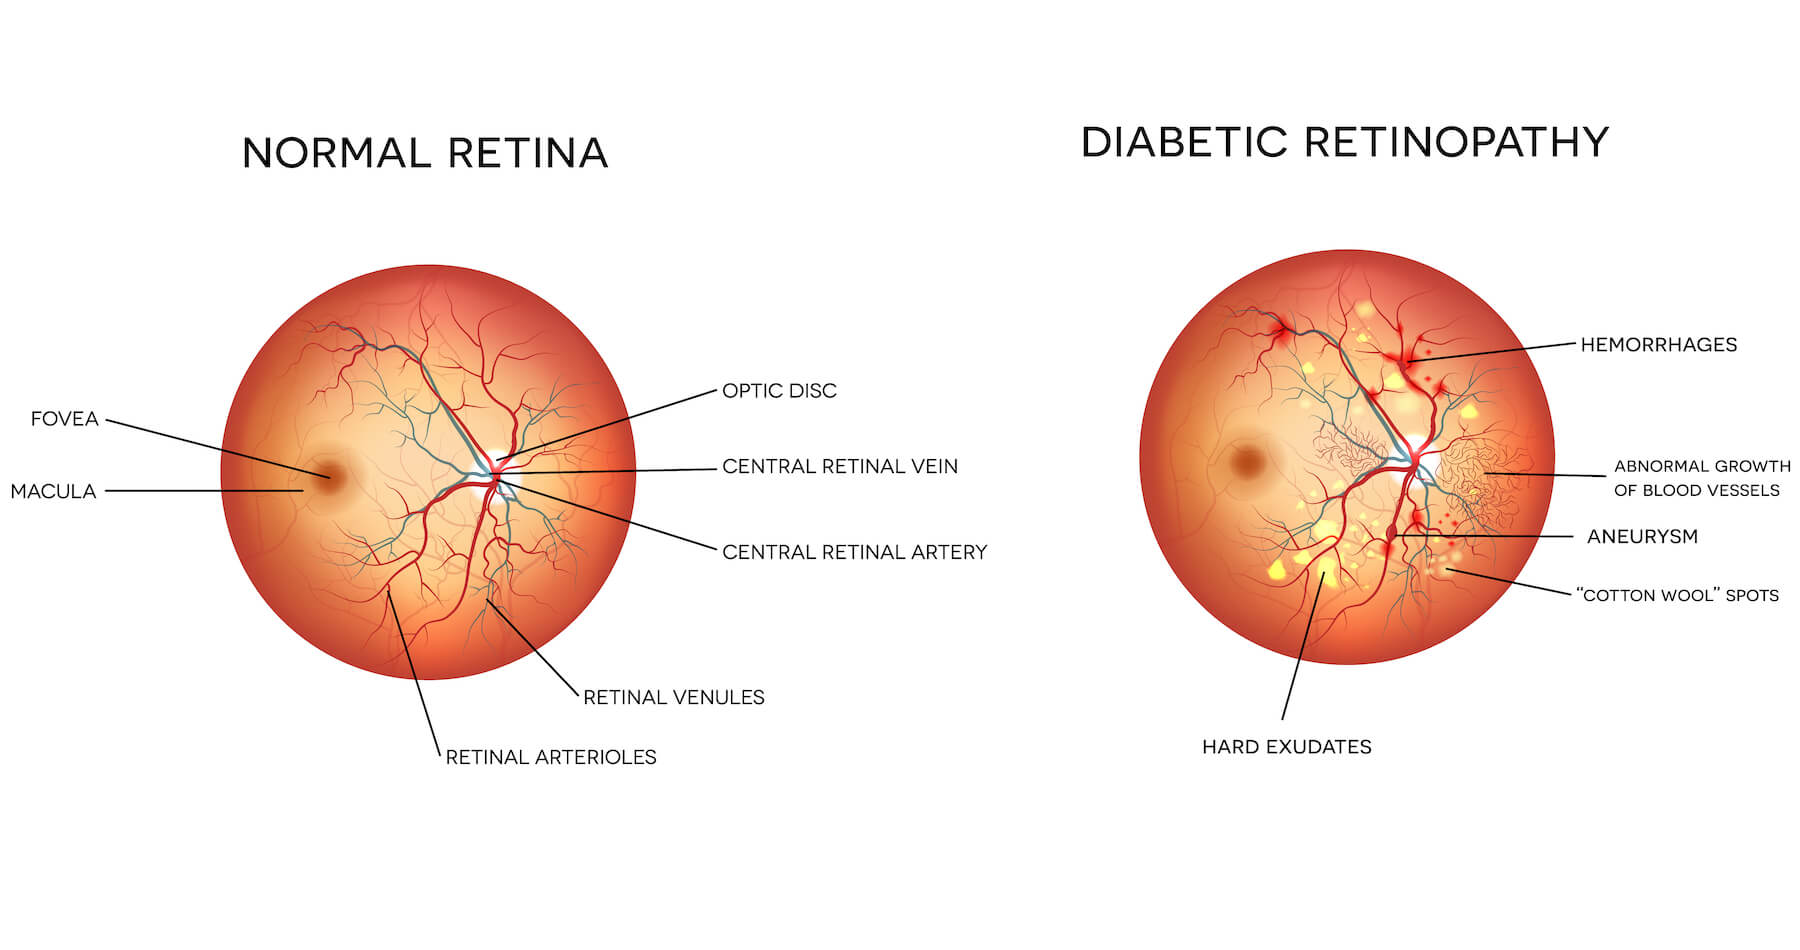 NORMAL RETINA
FOVEA
MACULA
OPTIC DISC
CENTRAL RETINAL VEIN
CENTRAL RETINAL ARTERY
RETINAL VENULES
RETINAL ARTERIOLES
DIABETIC RETINOPATHY
HEMORRHAGES
ABNORMAL GROWTH
OF BLOOD VESSELS
ANEURYSM
“COTTON WOOL” SPOTS
HARD EXUDATES